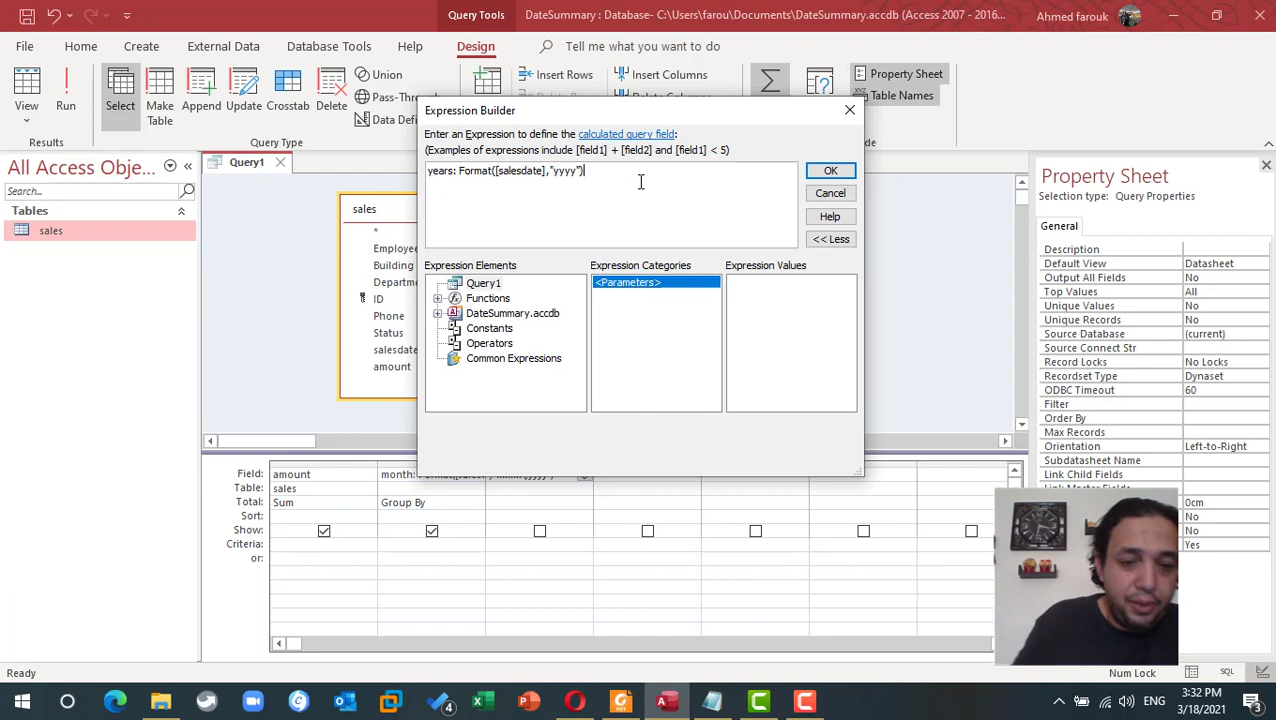 Query Tools
DateSummary : Database- C:\Users\farou\Documents\DateSummary.accdb (Access 2007 - 2016...
Ahmed farouk
File
Home
Create
External Data
Database Tools
Help
Design
Tell me what you want to do
View
Run
Select
Make Table
Append
Update
Crosstab
Delete
Union
Pass-Through
Data Defi
Insert Rows
Insert Columns
Property Sheet
Table Names
Results
Query Type
All Access Obje...
Search...
Tables
sales
Query1
sales
*
Employee
Building
Departm
ID
Phone
Status
salesdate
amount
Expression Builder
Enter an Expression to define the calculated query field:
(Examples of expressions include [field1] + [field2] and [field1] < 5)
years: Format([salesdate],"yyyy")
OK
Cancel
Help
<< Less
Expression Elements
Expression Categories
Expression Values
Query1
Functions
DateSummary.accdb
Constants
Operators
Common Expressions
<Parameters>
Field:
amount
Table:
sales
Total:
Sum
Group By
Sort:
Show:
Criteria:
or:
Property Sheet
Selection type: Query Properties
General
Description
Default View Datasheet
Output All Fields No
Top Values All
Unique Values No
Unique Records No
Source Database (current)
Source Connect Str
Record Locks No Locks
Recordset Type Dynaset
ODBC Timeout 60
Filter
Order By
Max Records
Orientation Left-to-Right
Subdatasheet Name
Link Child Fields
0cm
No
No
Yes
Ready
Num Lock
SQL
4
ENG
3:32 PM
3/18/2021
3